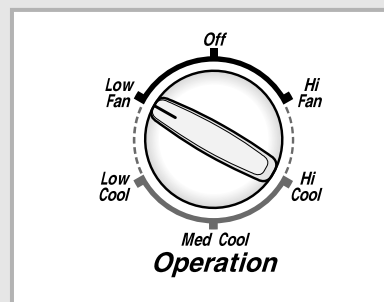 Off
Low
Fan
Hi
Fan
Low
Cool
Hi
Cool
Med Cool
Operation